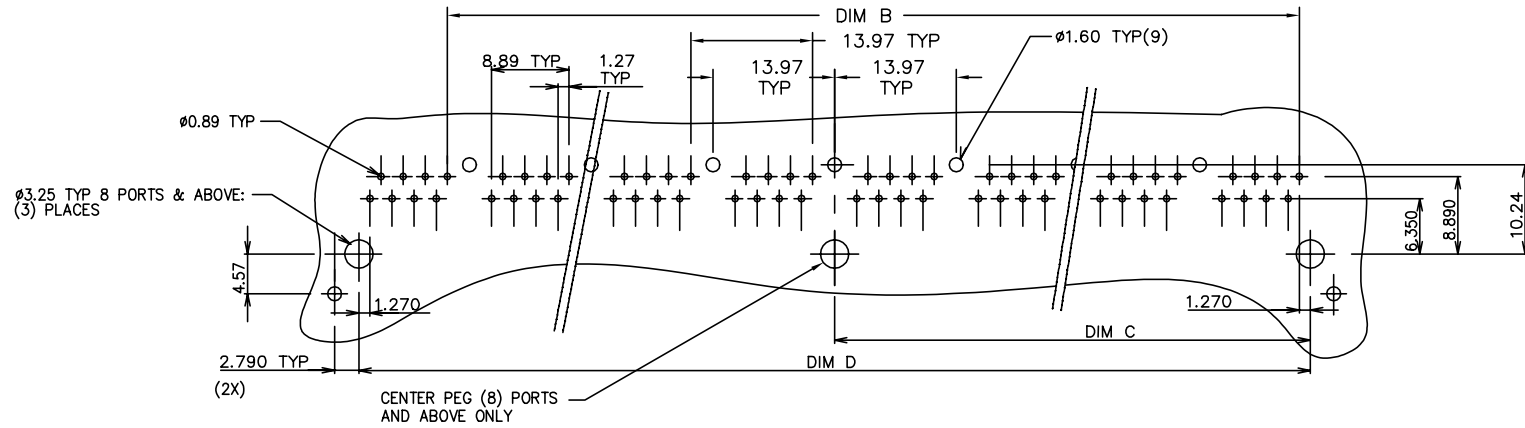 DIM B
13.97 TYP
ø1.60 TYP(9)
8.89 TYP
1.27
TYP
13.97
TYP
13.97
TYP
ø0.89 TYP
ø3.25 TYP 8 PORTS & ABOVE:
(3) PLACES
6.350
8.890
10.24
4.57
1.270
1.270
DIM C
2.790 TYP
(2X)
DIM D
CENTER PEG (8) PORTS
AND ABOVE ONLY